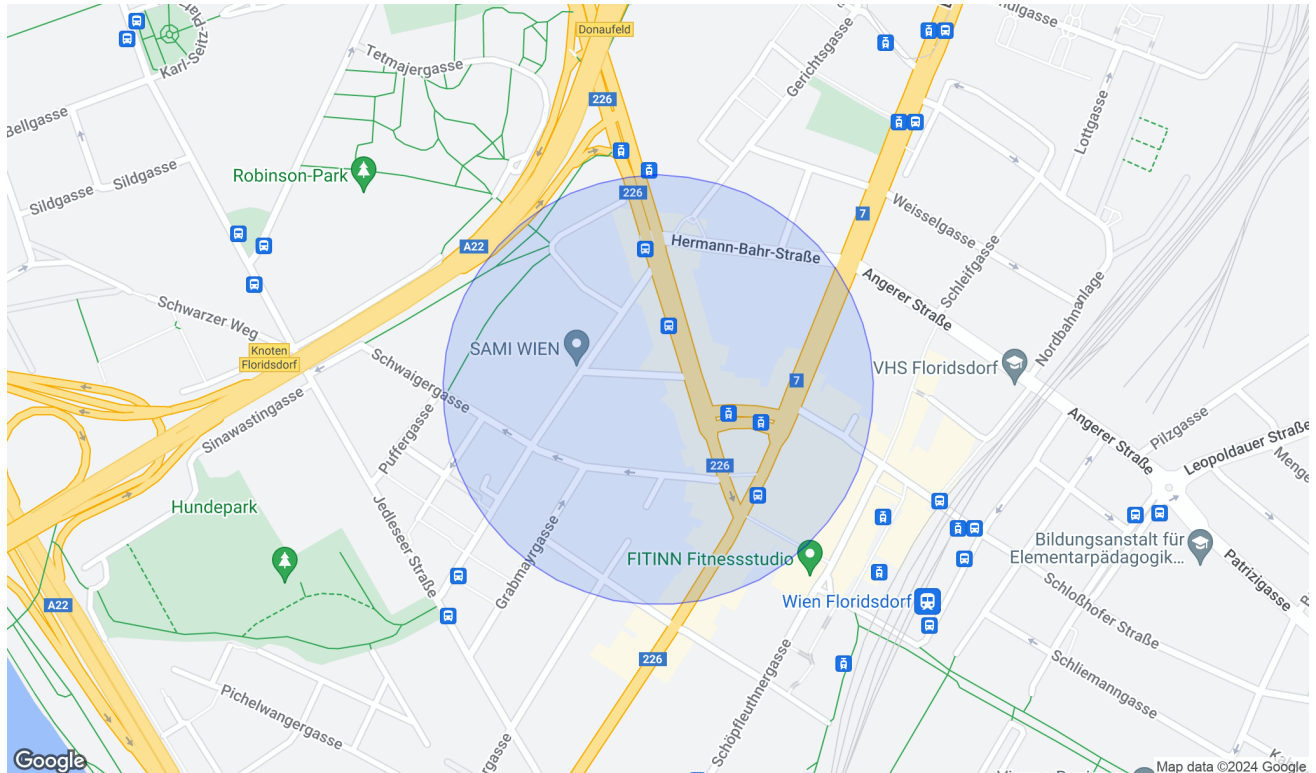 Donaufeld
Karl-Seitz-Pla
Tetmajergasse
Gerichtsgasse
Bellgasse
226
Lottgasse
Sildgasse
Sildgasse
Robinson-Park
226
7
Weisselgasse
A22
Hermann-Bahr-Straße
Angerer Straße
Schleifgasse
Nordbahnanlage
Schwarzer Weg
Knoten
Floridsdorf
SAMI WIEN
Schwaigergasse
VHS Floridsdorf
7
Sinawastingasse
Puffergasse
Angerer Straße
Pilzgasse
Leopoldauer Straße
Menge
226
Hundepark
Jedleseer Straße
Grabmayrgasse
FITINN Fitnessstudio
Bildungsanstalt für
Elementarpädagogik...
Patrizigasse
A22
Wien Floridsdorf
Schloßhofer Straße
226
Schliemanngasse
Pichelwangergasse
Schöpfleuthnergasse
Google
Map data ©2024 Google